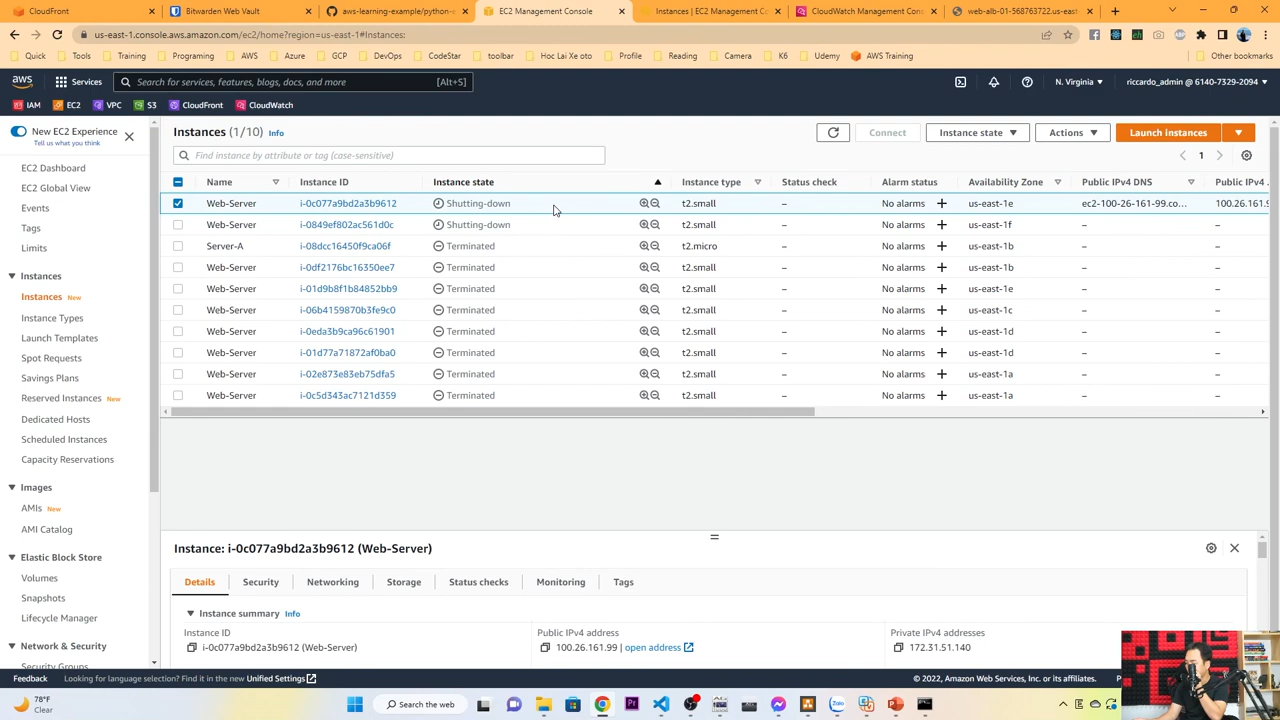 CloudFront
Bitwarden Web Vault
aws-learning-example/python-e
EC2 Management Console
Instances | EC2 Management Con
CloudWatch Management Console
web-alb-01-568763722.us-east-1
us-east-1.console.aws.amazon.com/ec2/home?region=us-east-1#Instances:
Quick Tools Training Programing AWS Azure GCP DevOps CodeStar Hoc Lai Xe oto Profile Reading Camera K6 Udemy AWS Training Other bookmarks
aws Services Search for services, features, blogs, docs, and more [Alt+S] N. Virginia riccardo_admin @ 6140-7329-2094
IAM EC2 VPC S3 CloudFront CloudWatch
New EC2 Experience
Tell us what you think
EC2 Dashboard
EC2 Global View
Events
Tags
Limits
Instances
Instances New
Instance Types
Launch Templates
Spot Requests
Savings Plans
Reserved Instances New
Dedicated Hosts
Scheduled Instances
Capacity Reservations
Images
AMIs New
AMI Catalog
Elastic Block Store
Volumes
Snapshots
Lifecycle Manager
Network & Security
Security Groups
Instances (1/10) Info
Connect Instance state Actions Launch instances
Find instance by attribute or tag (case-sensitive)
1
Name Instance ID Instance state Instance type Status check Alarm status Availability Zone Public IPv4 DNS Public IPv4
Web-Server i-0c077a9bd2a3b9612 Shutting-down t2.small – No alarms + us-east-1e ec2-100-26-161-99.co... 100.26.161.9
Web-Server i-0849ef802ac561d0c Shutting-down t2.small – No alarms + us-east-1f – –
Server-A i-08dcc16450f9ca06f Terminated t2.micro – No alarms + us-east-1b – –
Web-Server i-0df2176bc16350ee7 Terminated t2.small – No alarms + us-east-1b – –
Web-Server i-01d9b8f1b84852bb9 Terminated t2.small – No alarms + us-east-1e – –
Web-Server i-06b4159870b3fe9c0 Terminated t2.small – No alarms + us-east-1c – –
Web-Server i-0eda3b9ca96c61901 Terminated t2.small – No alarms + us-east-1d – –
Web-Server i-01d77a71872af0ba0 Terminated t2.small – No alarms + us-east-1d – –
Web-Server i-02e873e83eb75dfa5 Terminated t2.small – No alarms + us-east-1a – –
Web-Server i-0c5d343ac7121d359 Terminated t2.small – No alarms + us-east-1a – –
Instance: i-0c077a9bd2a3b9612 (Web-Server)
Details Security Networking Storage Status checks Monitoring Tags
Instance summary Info
Instance ID Public IPv4 address Private IPv4 addresses
i-0c077a9bd2a3b9612 (Web-Server) 100.26.161.99 | open address 172.31.51.140
Feedback Looking for language selection? Find it in the new Unified Settings © 2022, Amazon Web Services, Inc. or its affiliates.
78°F
Clear
Search the web
Zalo